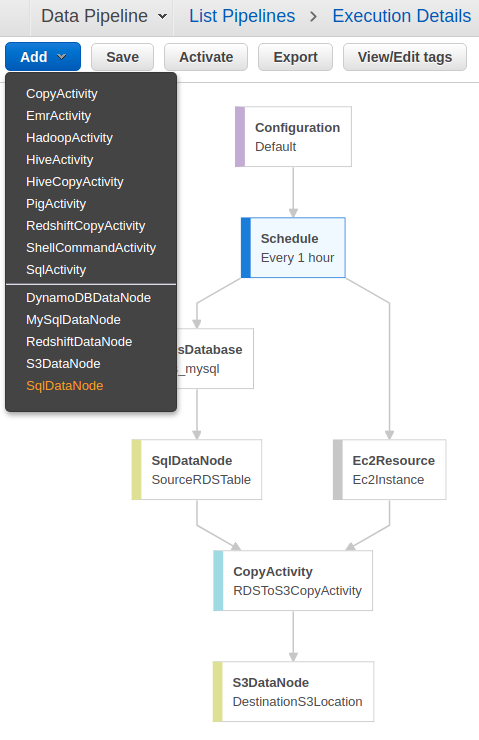 Data Pipeline List Pipelines Execution Details
Add Save Activate Export View/Edit tags
CopyActivity
EmrActivity
HadoopActivity
HiveActivity
HiveCopyActivity
PigActivity
RedshiftCopyActivity
ShellCommandActivity
SqlActivity
DynamoDBDataNode
MySqlDataNode
RedshiftDataNode
S3DataNode
SqlDataNode
Configuration
Default
Schedule
Every 1 hour
sDatabase
_mysql
SqlDataNode
SourceRDSTable
Ec2Resource
Ec2Instance
CopyActivity
RDSToS3CopyActivity
S3DataNode
DestinationS3Location